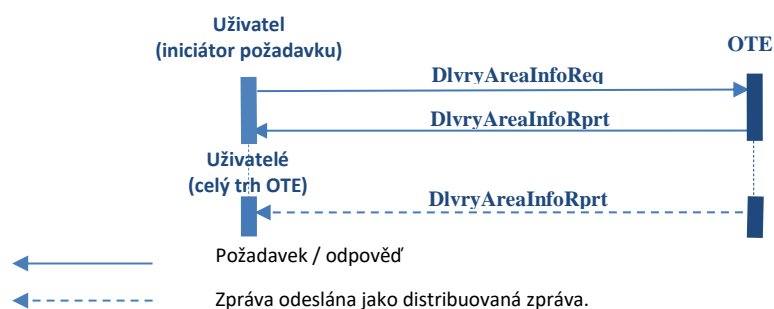 Uživatel
(iniciátor požadavku)
OTE
DlvryAreaInfoReq
DlvryAreaInfoRprt
Uživatelé
(celý trh OTE)
DlvryAreaInfoRprt
Požadavek / odpověď
Zpráva odeslána jako distribuovaná zpráva.